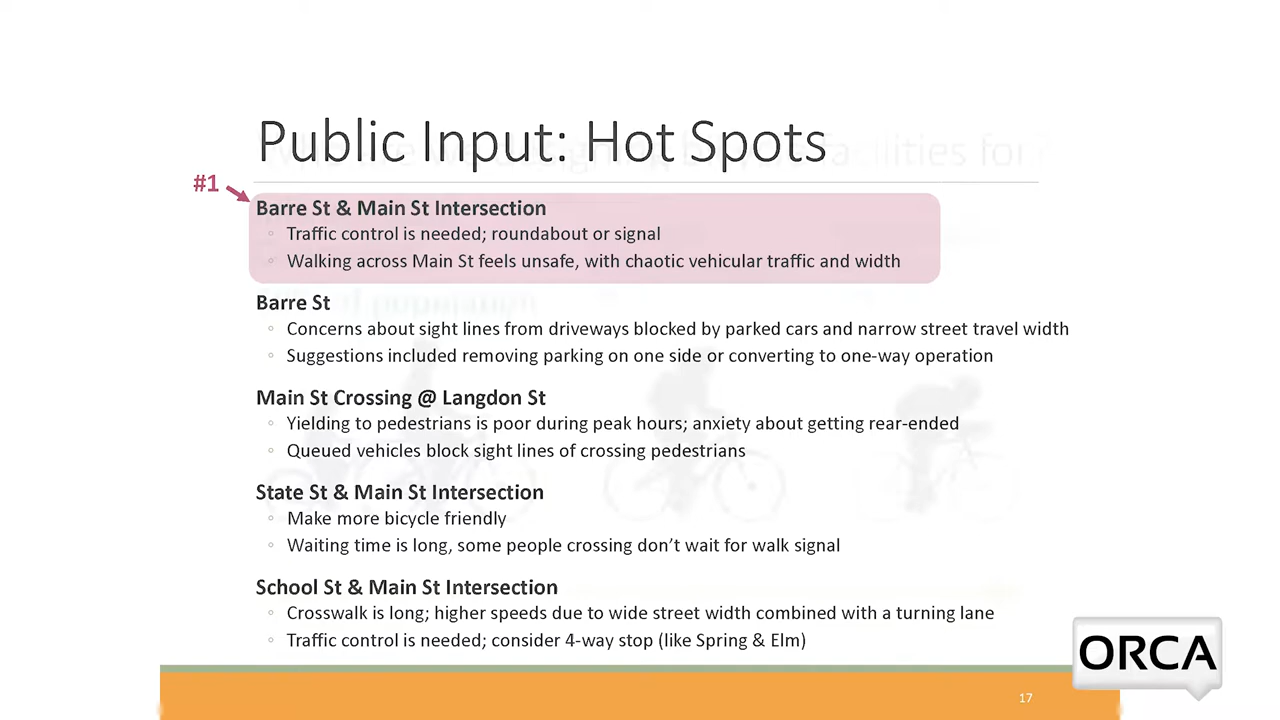 Public Input: Hot Spots
#1
Barre St & Main St Intersection
Traffic control is needed; roundabout or signal
Walking across Main St feels unsafe, with chaotic vehicular traffic and width
Barre St
Concerns about sight lines from driveways blocked by parked cars and narrow street travel width
Suggestions included removing parking on one side or converting to one-way operation
Main St Crossing @ Langdon St
Yielding to pedestrians is poor during peak hours; anxiety about getting rear-ended
Queued vehicles block sight lines of crossing pedestrians
State St & Main St Intersection
Make more bicycle friendly
Waiting time is long, some people crossing don’t wait for walk signal
School St & Main St Intersection
Crosswalk is long; higher speeds due to wide street width combined with a turning lane
Traffic control is needed; consider 4-way stop (like Spring & Elm)
17
ORCA